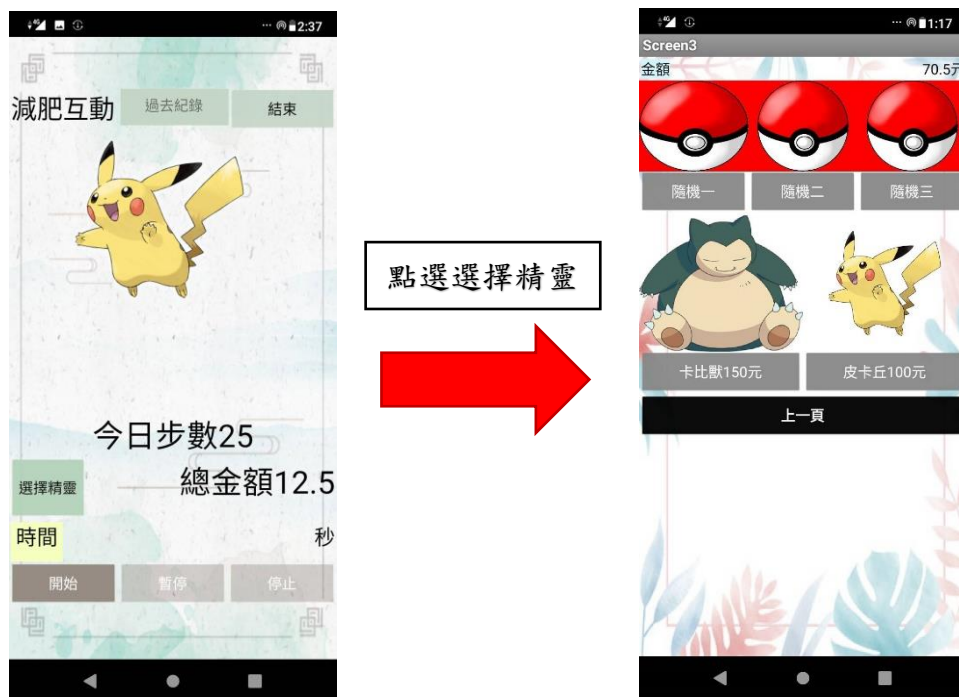 2:37
減肥互動
過去紀錄
結束
今日步數25
選擇精靈
總金額12.5
時間
秒
開始
暫停
停止
點選選擇精靈
1:17
Screen3
金額
70.5元
隨機一
隨機二
隨機三
卡比獸150元
皮卡丘100元
上一頁